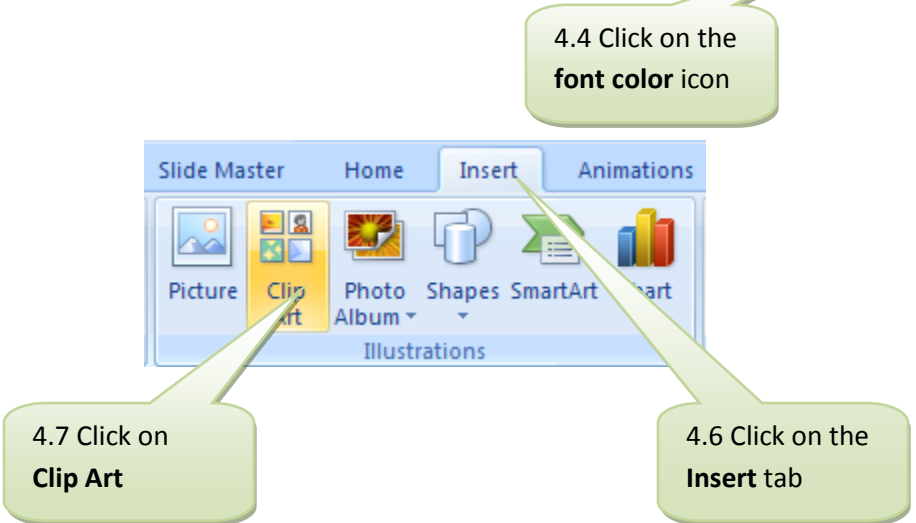 4.4 Click on the
font color icon
Slide Master Home Insert Animations
Picture Clip Art Photo Album Shapes SmartArt
Illustrations
4.7 Click on
Clip Art
4.6 Click on the
Insert tab